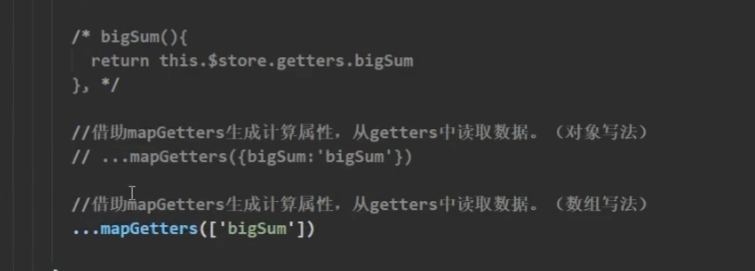 /* bigSum(){
return this.$store.getters.bigSum
}, */
//借助mapGetters生成计算属性，从getters中读取数据。（对象写法）
// ...mapGetters({bigSum:'bigSum'})
//借助mapGetters生成计算属性，从getters中读取数据。（数组写法）
...mapGetters(['bigSum'])